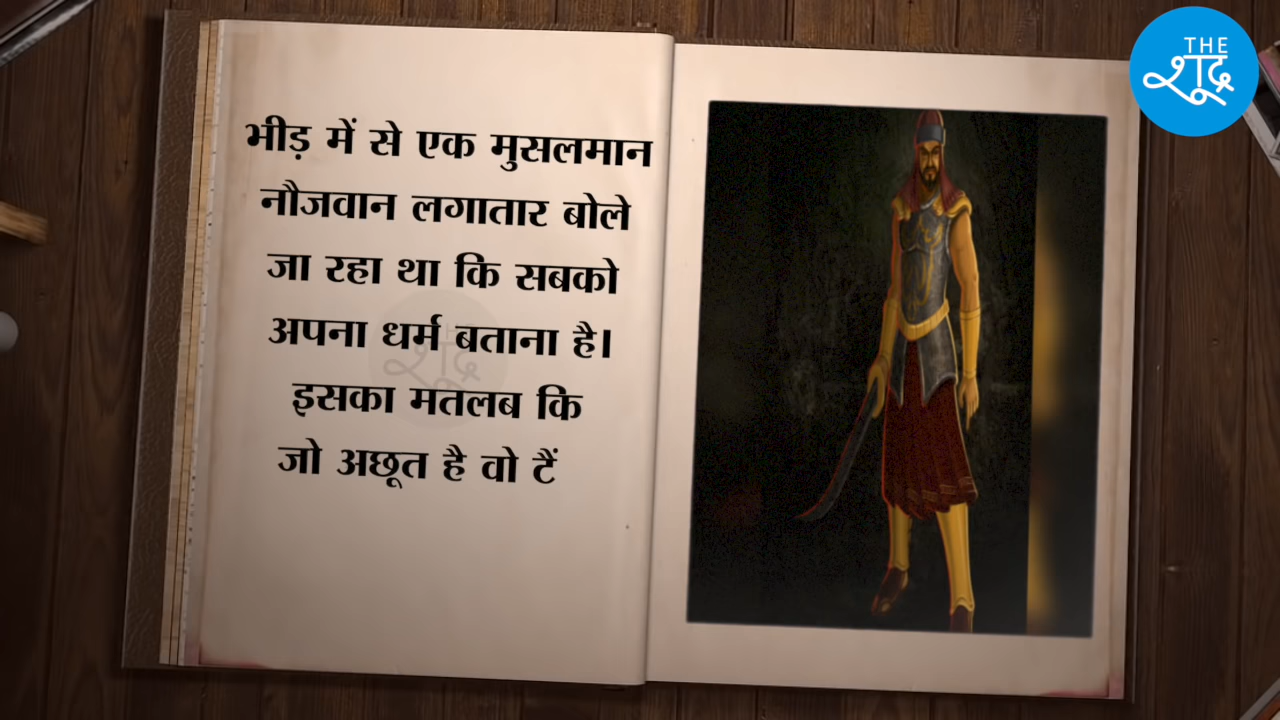 भीड़ में से एक मुसलमान
नौजवान लगातार बोले
जा रहा था कि सबको
अपना धर्म बताना है।
इसका मतलब कि
जो अछूत है वो टैं
THE
शूद्र